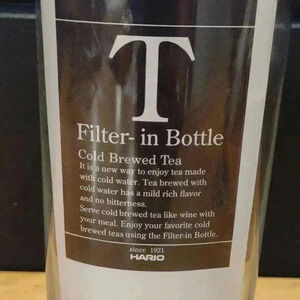 T
Filter- in Bottle
Cold Brewed Tea
It is a new way to enjoy tea made
with cold water. Tea brewed with
cold water has a mild rich flavor
and no bitterness.
Serve cold brewed tea like wine with
your meal. Enjoy your favorite cold
brewed teas using the Filter-in Bottle.
since 1921
HARIO